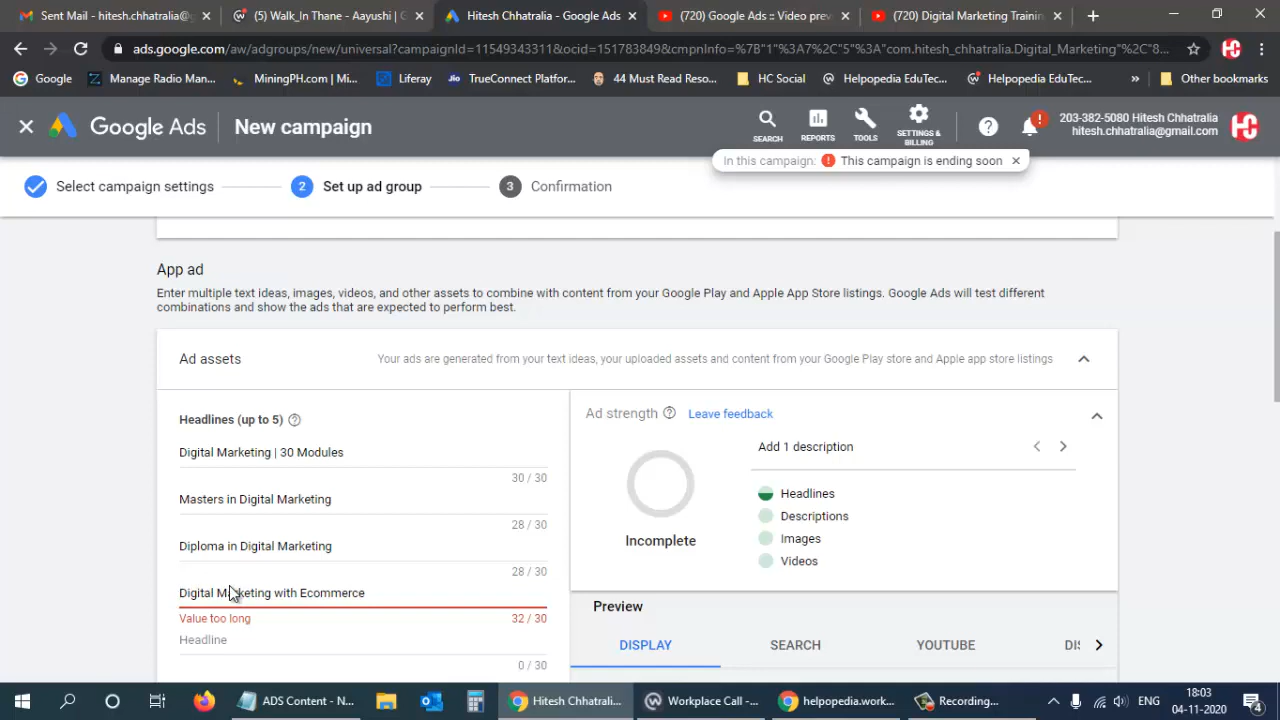 Sent Mail - hitesh.chhatralia@
(5) Walk_In Thane - Aayushi | G
Hitesh Chhatralia - Google Ads
(720) Google Ads :: Video prev
(720) Digital Marketing Trainin
ads.google.com/aw/adgroups/new/universal?campaignId=11549343311&ocid=151783849&cmpnInfo=%7B"1"%3A7%2C"5"%3A"com.hitesh_chhatralia.Digital_Marketing"%2C"8...
Google
Manage Radio Man...
MiningPH.com | Mi...
Liferay
TrueConnect Platfor...
44 Must Read Resou...
HC Social
Helpopedia EduTec...
Helpopedia EduTec...
»
Other bookmarks
Google Ads
New campaign
SEARCH
REPORTS
TOOLS
SETTINGS & BILLING
203-382-5080 Hitesh Chhatralia
hitesh.chhatralia@gmail.com
In this campaign: This campaign is ending soon
Select campaign settings
2 Set up ad group
3 Confirmation
App ad
Enter multiple text ideas, images, videos, and other assets to combine with content from your Google Play and Apple App Store listings. Google Ads will test different
combinations and show the ads that are expected to perform best.
Ad assets
Your ads are generated from your text ideas, your uploaded assets and content from your Google Play store and Apple app store listings
Headlines (up to 5)
Digital Marketing | 30 Modules
30 / 30
Masters in Digital Marketing
28 / 30
Diploma in Digital Marketing
28 / 30
Digital Marketing with Ecommerce
Value too long
32 / 30
Headline
0 / 30
Ad strength
Leave feedback
Incomplete
Add 1 description
Headlines
Descriptions
Images
Videos
Preview
DISPLAY
SEARCH
YOUTUBE
DIS
ADS Content - N...
Hitesh Chhatrali...
Workplace Call -...
helpopedia.work...
Recording...
ENG
18:03
04-11-2020
4